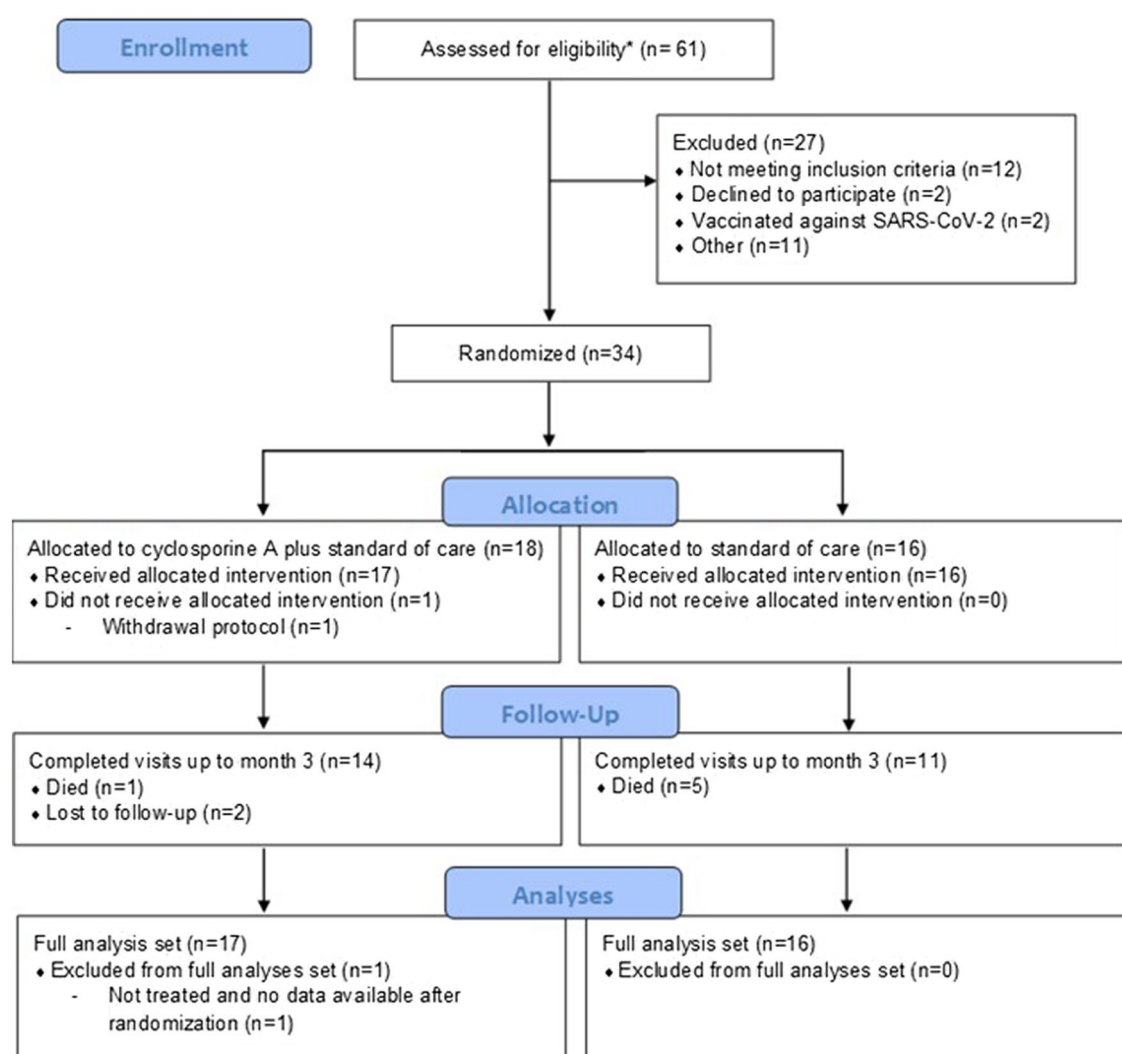 Enrollment
Assessed for eligibility* (n= 61)
Excluded (n=27)
♦ Not meeting inclusion criteria (n=12)
♦ Declined to participate (n=2)
♦ Vaccinated against SARS-CoV-2 (n=2)
♦ Other (n=11)
Randomized (n=34)
Allocation
Allocated to cyclosporine A plus standard of care (n=18)
♦ Received allocated intervention (n=17)
♦ Did not receive allocated intervention (n=1)
- Withdrawal protocol (n=1)
Allocated to standard of care (n=16)
♦ Received allocated intervention (n=16)
♦ Did not receive allocated intervention (n=0)
Follow-Up
Completed visits up to month 3 (n=14)
♦ Died (n=1)
♦ Lost to follow-up (n=2)
Completed visits up to month 3 (n=11)
♦ Died (n=5)
Analyses
Full analysis set (n=17)
♦ Excluded from full analyses set (n=1)
- Not treated and no data available after
randomization (n=1)
Full analysis set (n=16)
♦ Excluded from full analyses set (n=0)